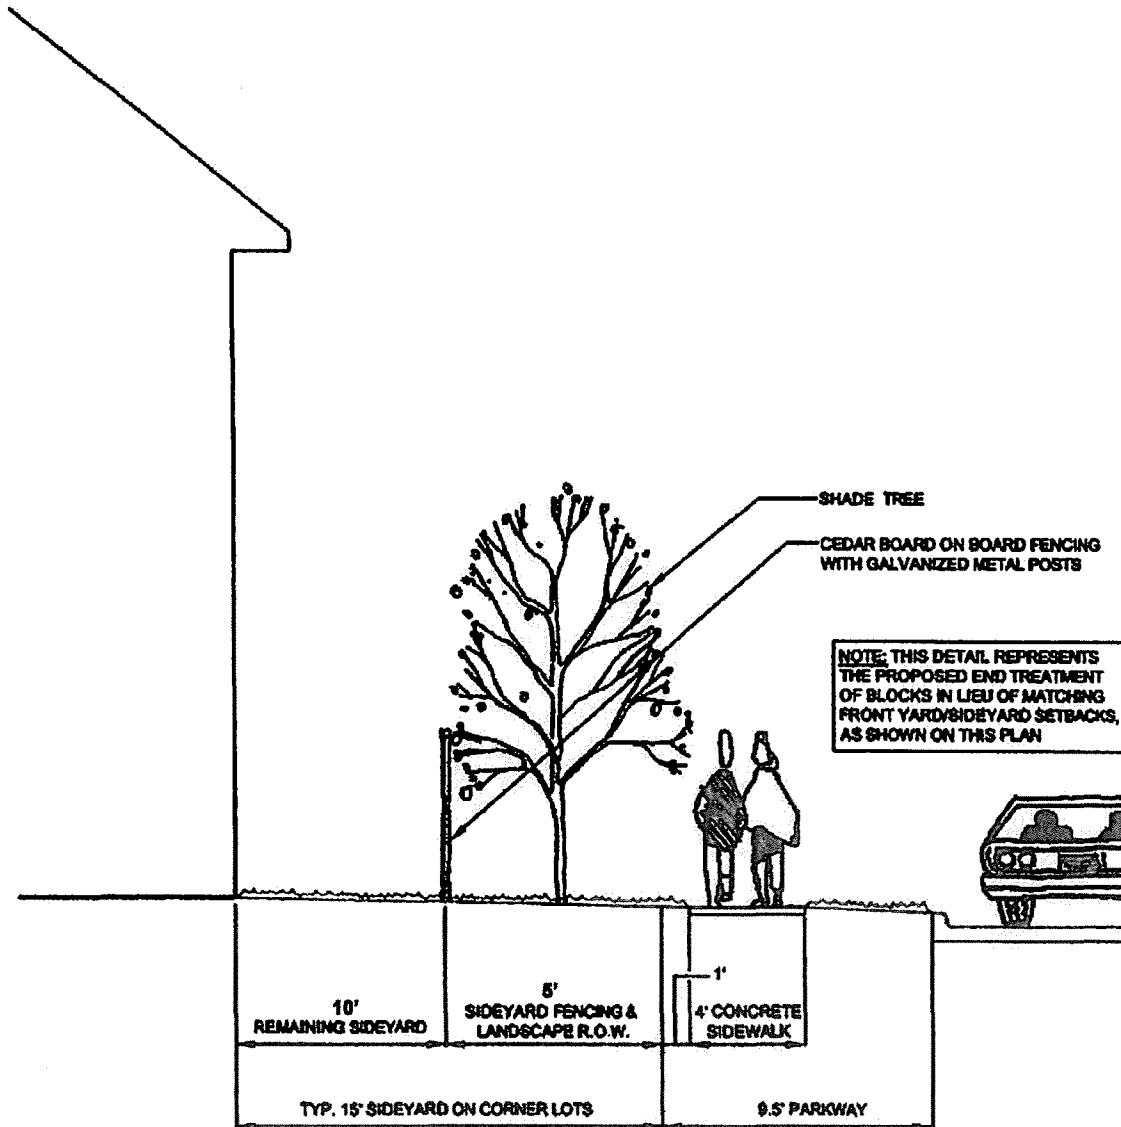 SHADE TREE
CEDAR BOARD ON BOARD FENCING
WITH GALVANIZED METAL POSTS
NOTE: THIS DETAIL REPRESENTS
THE PROPOSED END TREATMENT
OF BLOCKS IN LIEU OF MATCHING
FRONT YARD/SIDEYARD SETBACKS,
AS SHOWN ON THIS PLAN
1'
10'
REMAINING SIDEYARD
5'
SIDEYARD FENCING &
LANDSCAPE R.O.W.
4' CONCRETE
SIDEWALK
TYP. 15' SIDEYARD ON CORNER LOTS
9.5' PARKWAY